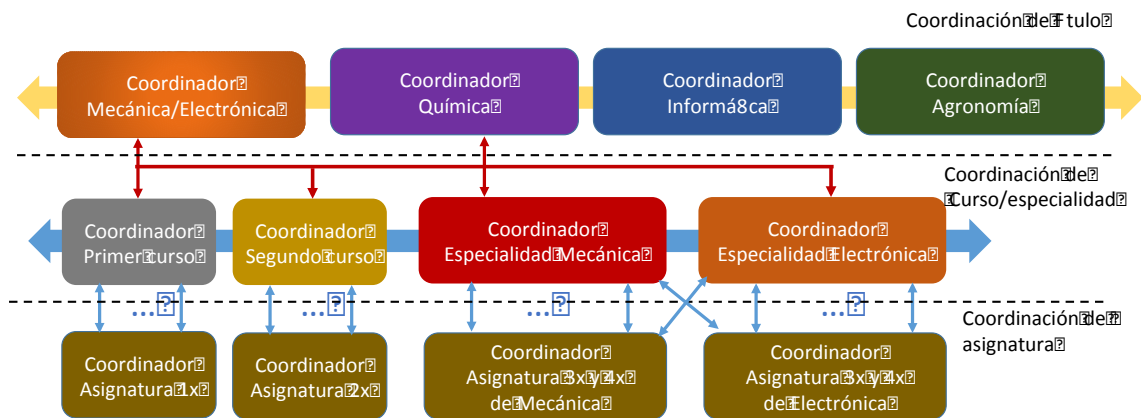 Coordinación de Ftulo
Coordinador
Mecánica/Electrónica
Coordinador
Química
Coordinador
Informá8ca
Coordinador
Agronomía
Coordinación de
Curso/especialidad
Coordinador
Primer curso
Coordinador
Segundo curso
Coordinador
Especialidad Mecánica
Coordinador
Especialidad Electrónica
...
...
...
...
Coordinación de
asignatura
Coordinador
Asignatura 1x
Coordinador
Asignatura 2x
Coordinador
Asignatura 3x y 4x
de Mecánica
Coordinador
Asignatura 3x y 4x
de Electrónica